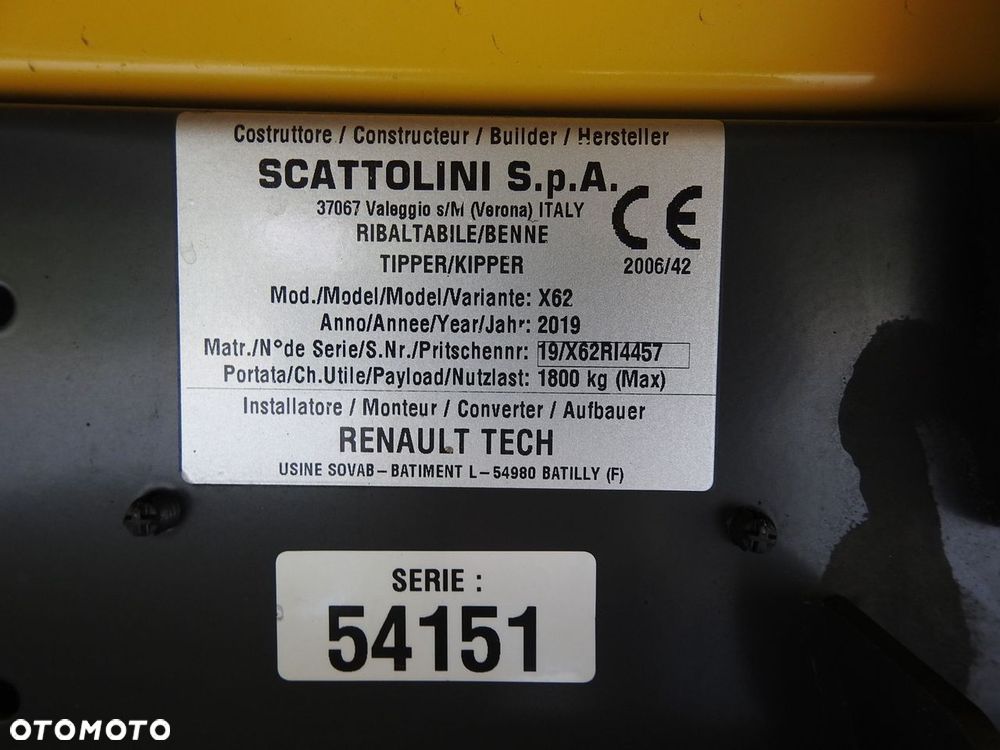 Costruttore / Constructeur / Builder / Hersteller
SCATTOLINI S.p.A.
37067 Valeggio s/M (Verona) ITALY
RIBALTABILE/BENNE
TIPPER/KIPPER
CE
2006/42
Mod./Model/Model/Variante: X62
Anno/Annee/Year/Jahr: 2019
Matr./N°de Serie/S.Nr./Pritschennr: 19/X62RI4457
Portata/Ch.Utile/Payload/Nutzlast: 1800 kg (Max)
Installatore / Monteur / Converter / Aufbauer
RENAULT TECH
USINE SOVAB – BATIMENT L – 54980 BATILLY (F)
SERIE :
54151
OTOMOTO